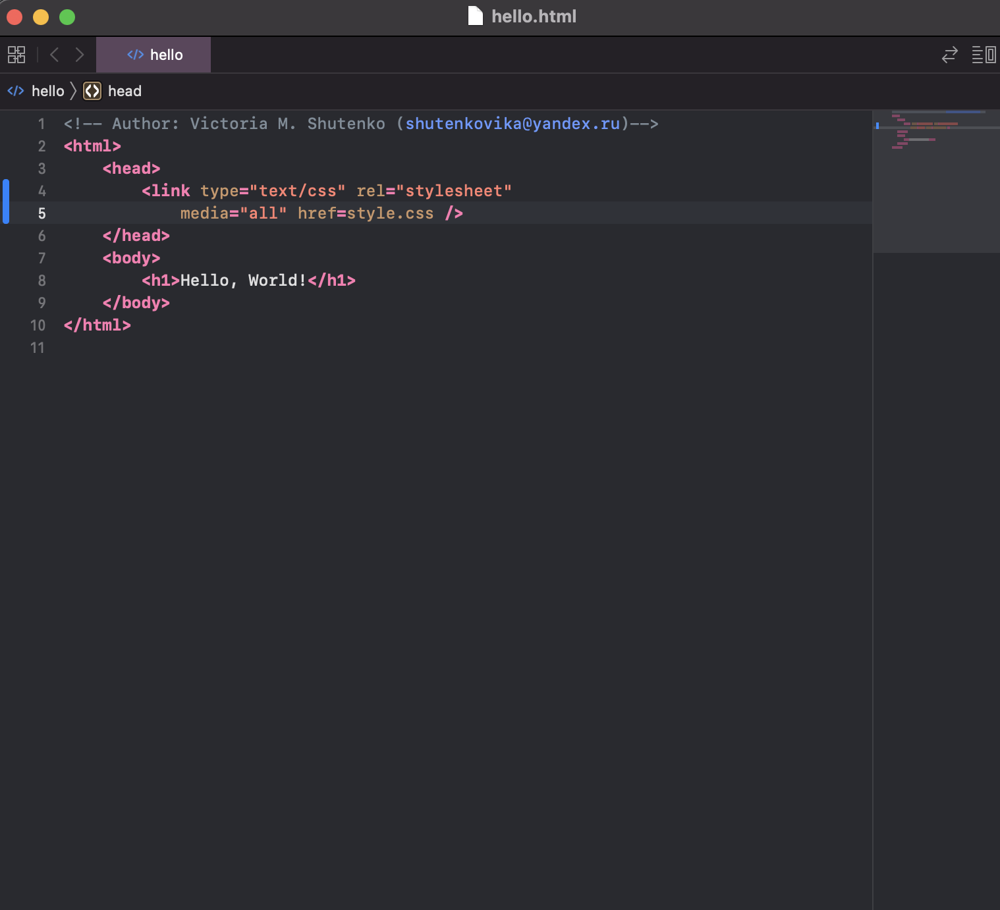 hello.html
hello
hello head
1 <!-- Author: Victoria M. Shutenko (shutenkovika@yandex.ru)-->
2 <html>
3     <head>
4         <link type="text/css" rel="stylesheet"
5             media="all" href=style.css />
6     </head>
7     <body>
8         <h1>Hello, World!</h1>
9     </body>
10 </html>
11